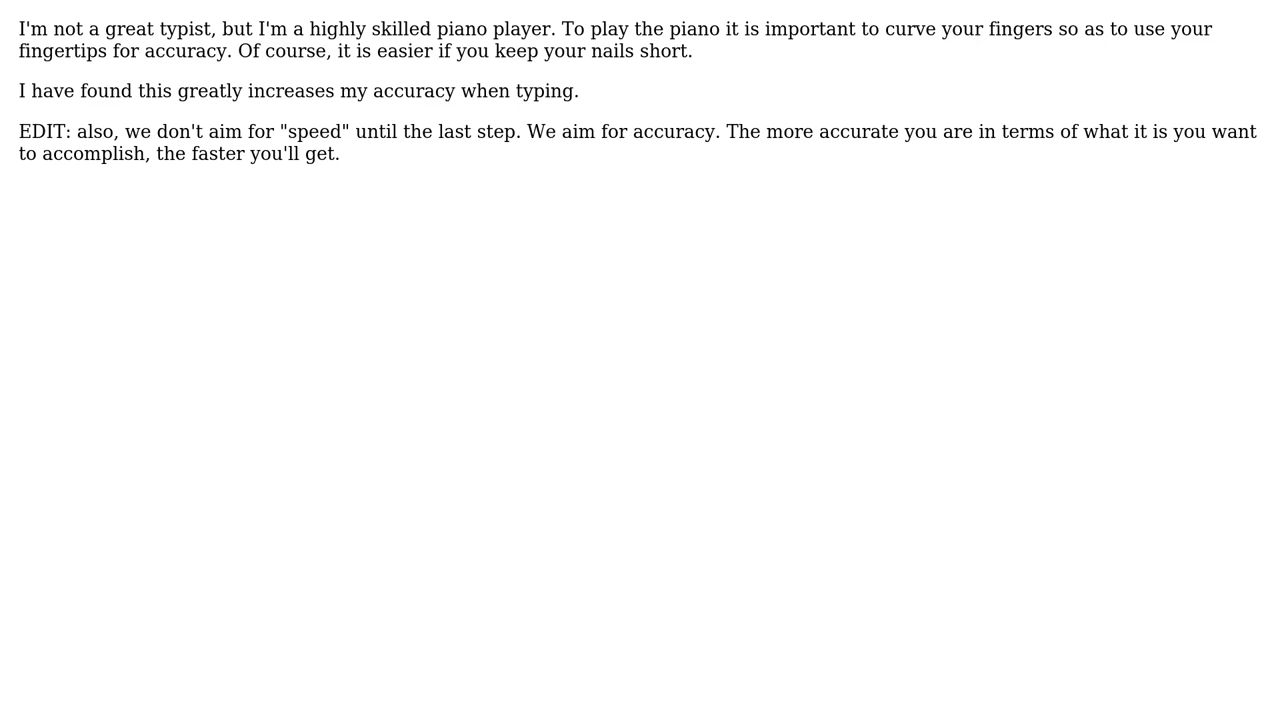 I'm not a great typist, but I'm a highly skilled piano player. To play the piano it is important to curve your fingers so as to use your
fingertips for accuracy. Of course, it is easier if you keep your nails short.
I have found this greatly increases my accuracy when typing.
EDIT: also, we don't aim for "speed" until the last step. We aim for accuracy. The more accurate you are in terms of what it is you want
to accomplish, the faster you'll get.